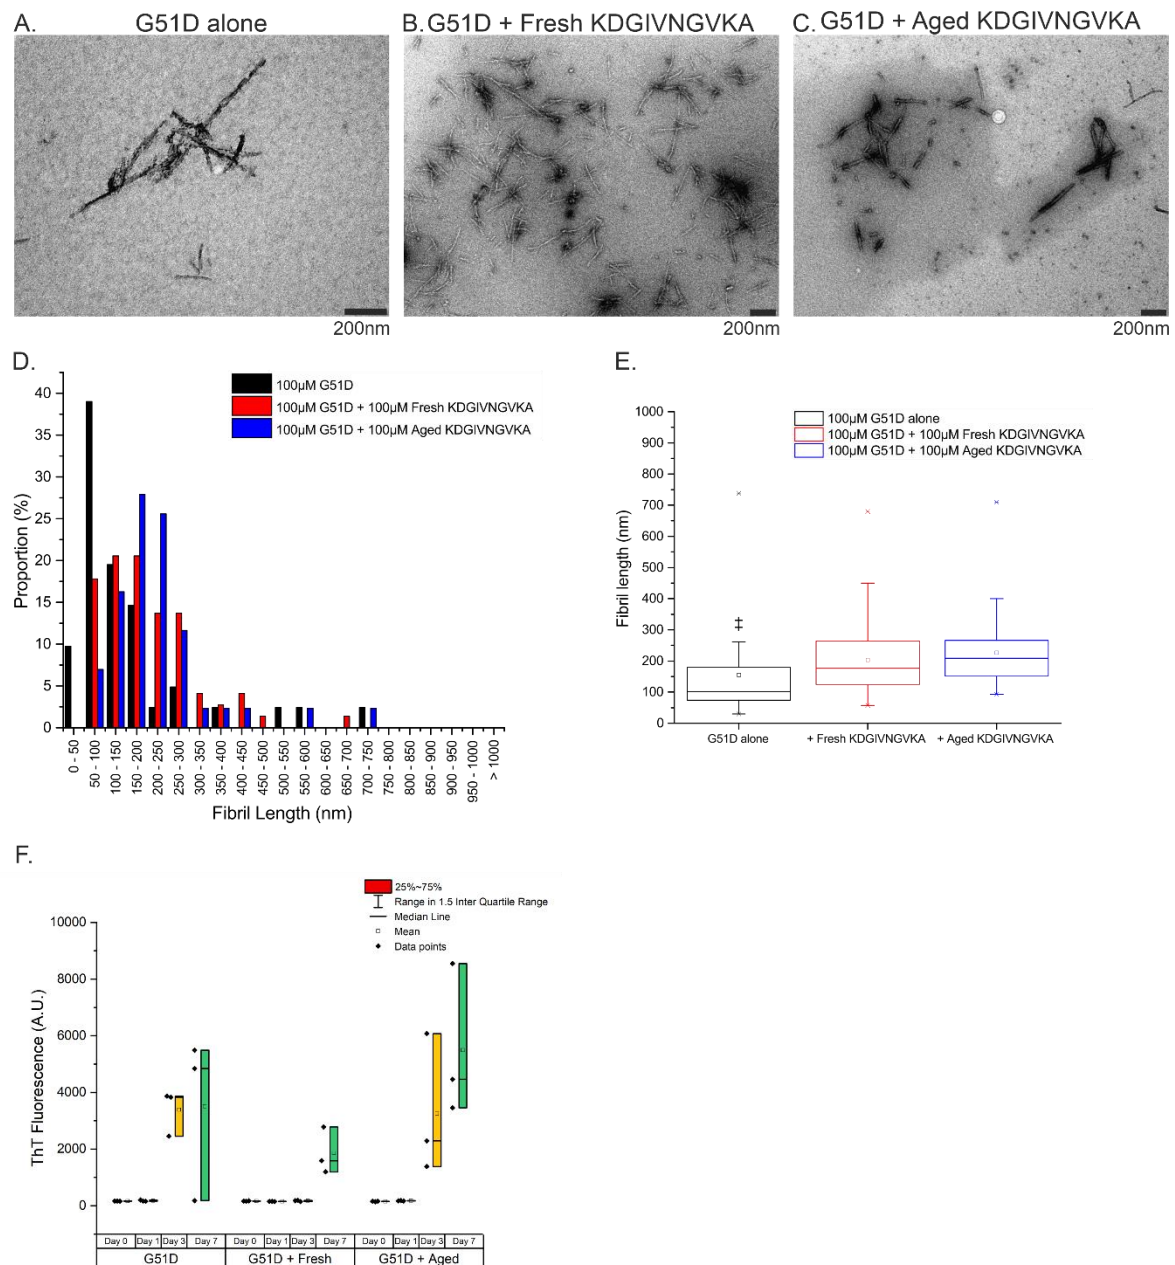 A. G51D alone
B. G51D + Fresh KDGIVNGVKA
C. G51D + Aged KDGIVNGVKA
200nm
200nm
200nm
D.
100µM G51D
100µM G51D + 100µM Fresh KDGIVNGVKA
100µM G51D + 100µM Aged KDGIVNGVKA
40
35
30
25
20
15
10
5
0
Proportion (%)
0 - 50
50 - 100
100 - 150
150 - 200
200 - 250
250 - 300
300 - 350
350 - 400
400 - 450
450 - 500
500 - 550
550 - 600
600 - 650
650 - 700
700 - 750
750 - 800
800 - 850
850 - 900
900 - 950
950 - 1000
> 1000
Fibril Length (nm)
E.
100µM G51D alone
100µM G51D + 100µM Fresh KDGIVNGVKA
100µM G51D + 100µM Aged KDGIVNGVKA
1000
900
800
700
600
500
400
300
200
100
0
Fibril length (nm)
G51D alone
+ Fresh KDGIVNGVKA
+ Aged KDGIVNGVKA
F.
25%~75%
Range in 1.5 Inter Quartile Range
Median Line
Mean
Data points
10000
8000
6000
4000
2000
0
ThT Fluorescence (A.U.)
Day 0 Day 1 Day 3 Day 7 Day 0 Day 1 Day 3 Day 7 Day 0 Day 1 Day 3 Day 7
G51D G51D + Fresh G51D + Aged